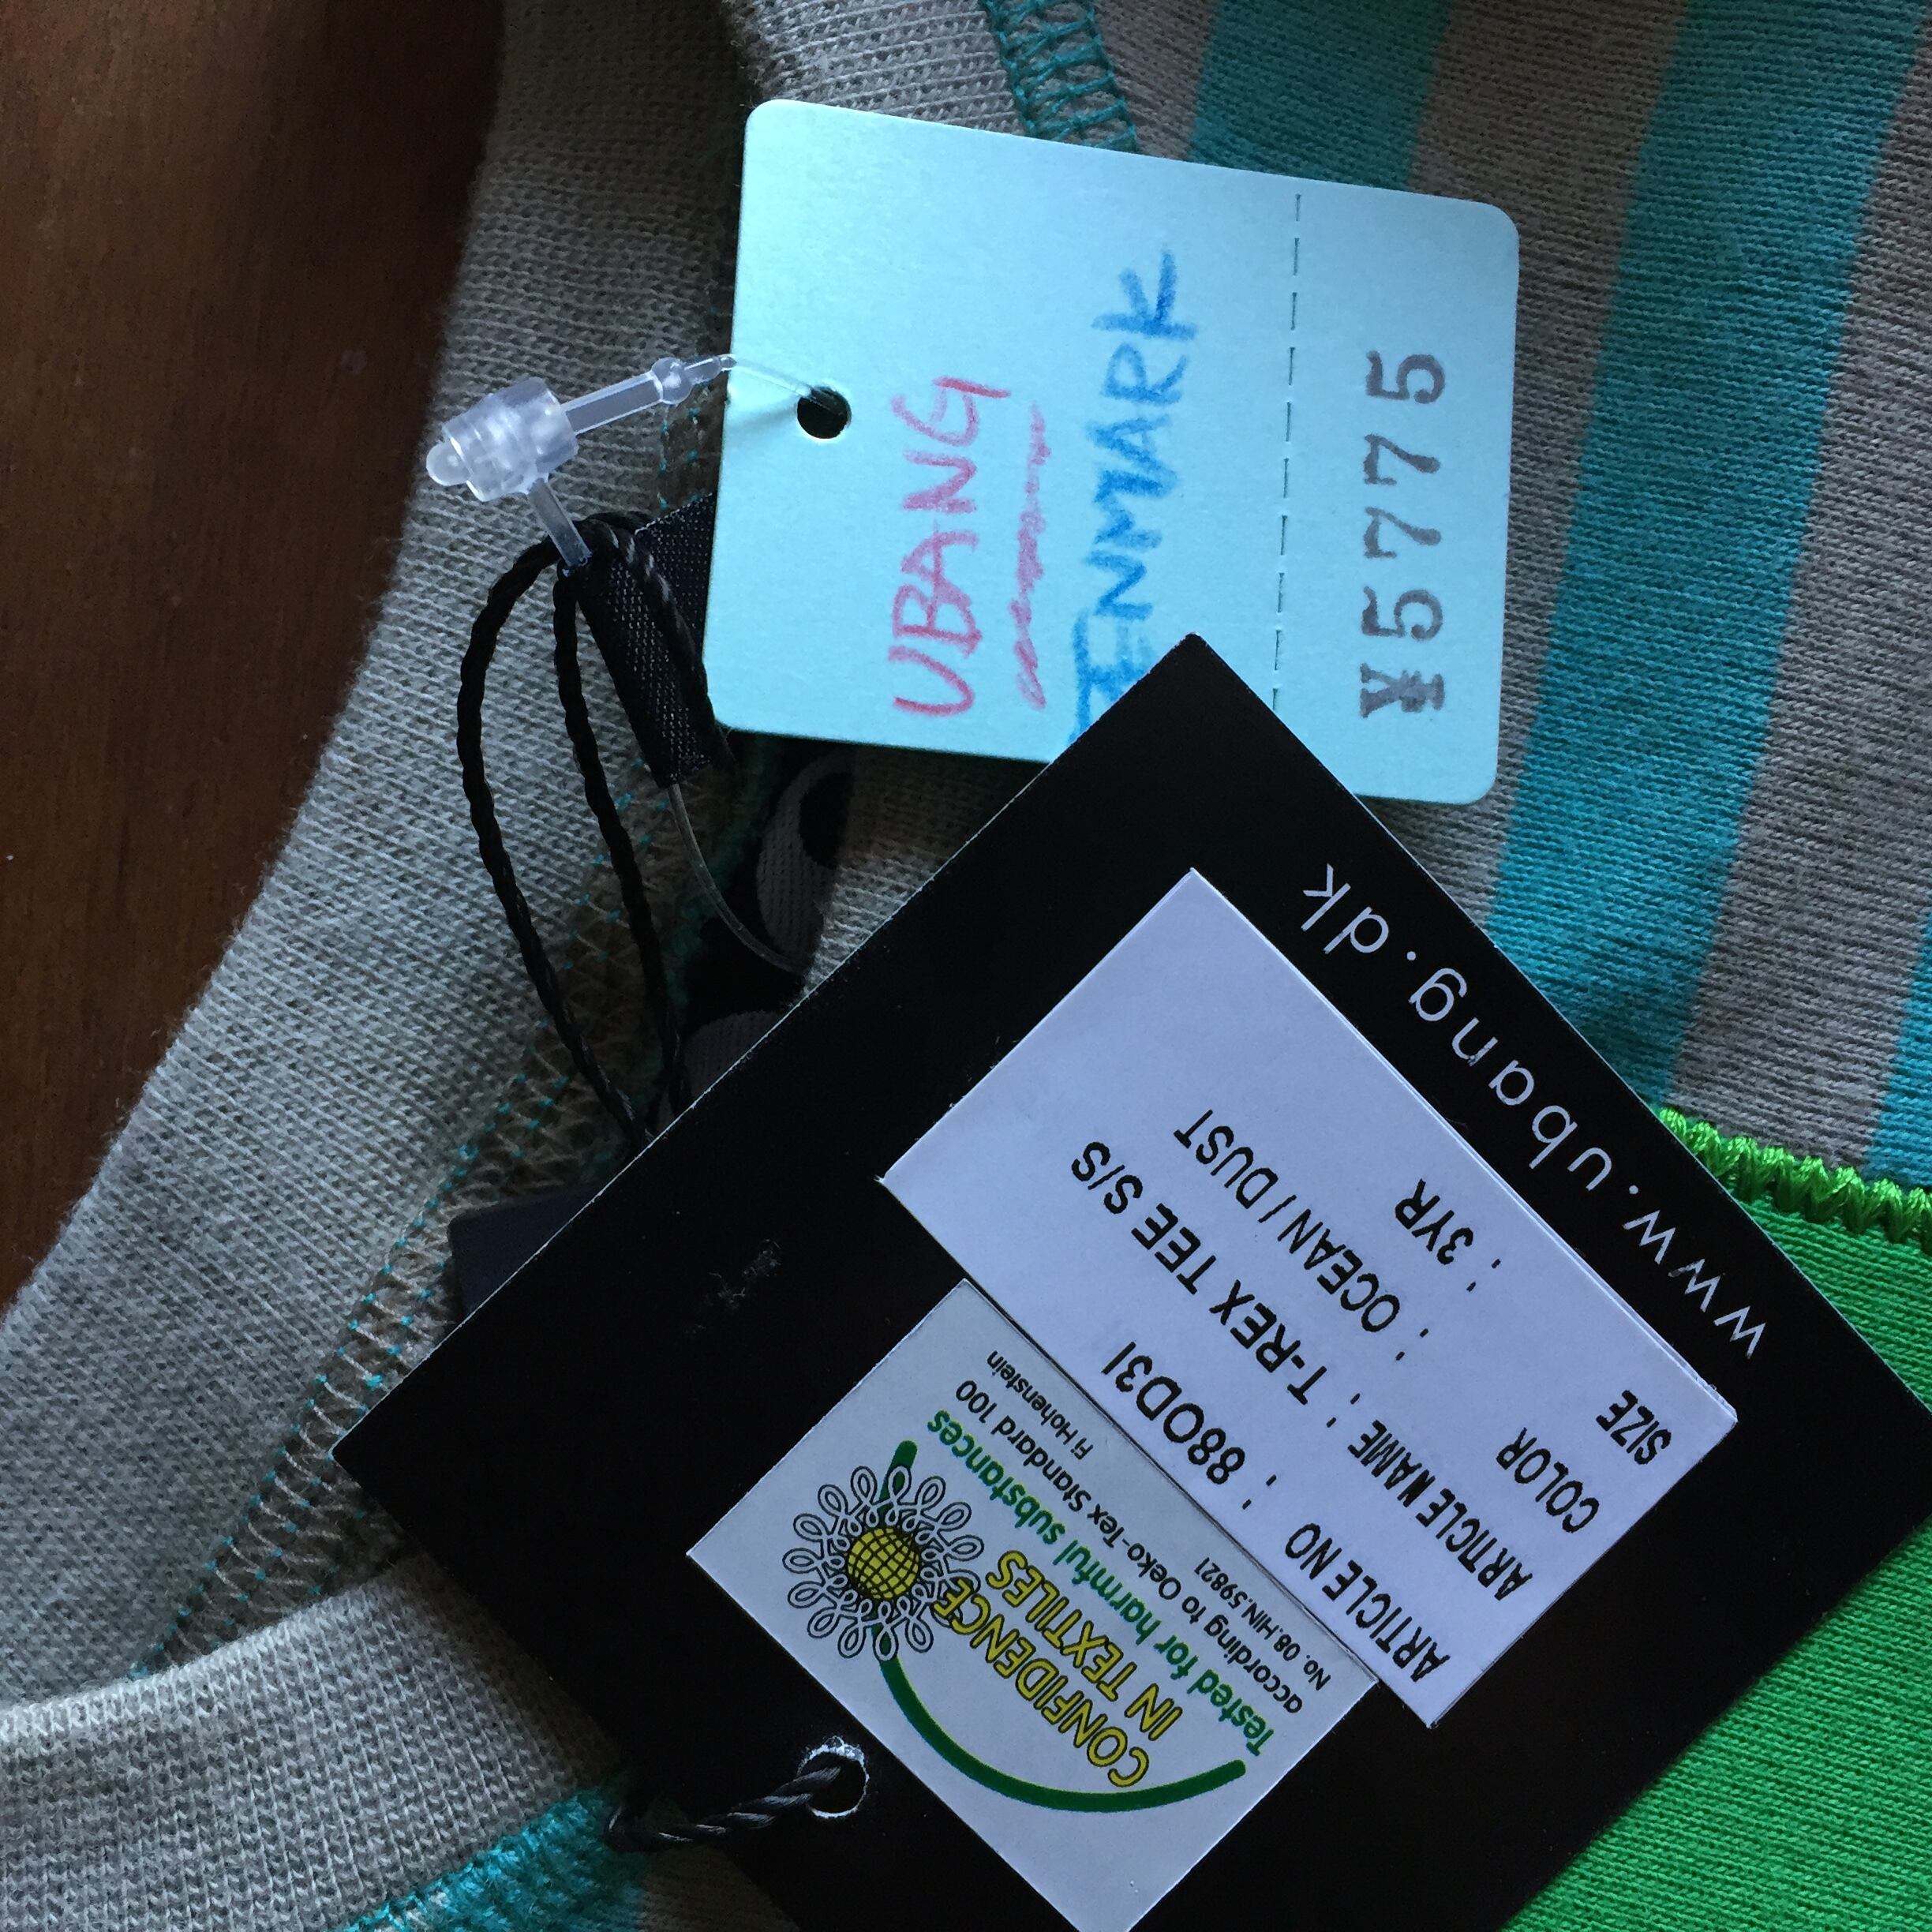 UBANG
DENMARK
¥5775
www.ubang.dk
ARTICLE NO : 88OD31
ARTICLE NAME : T-REX TEE S/S
COLOR : OCEAN / DUST
SIZE : 3YR
CONFIDENCE
IN TEXTILES
Tested for harmful substances
according to Oeko-Tex Standard 100
No. 08.HIN.59821 Fi Hohenstein